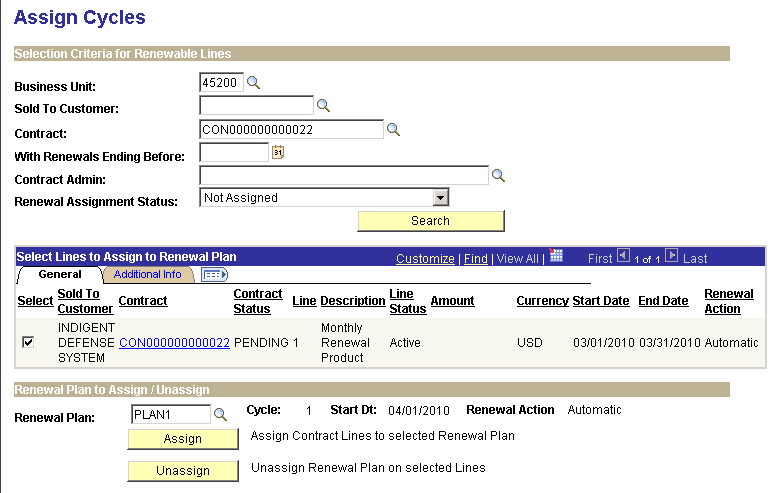 Assign Cycles
Selection Criteria for Renewable Lines
Business Unit: 45200
Sold To Customer:
Contract: CON000000000022
With Renewals Ending Before: 31
Contract Admin:
Renewal Assignment Status: Not Assigned
Search
Select Lines to Assign to Renewal Plan Customize | Find | View All | First 1 of 1 Last
General Additional Info
Select Sold To Customer Contract Contract Status Line Description Line Status Amount Currency Start Date End Date Renewal Action
INDIGENT DEFENSE SYSTEM CON000000000022 PENDING 1 Monthly Renewal Product Active USD 03/01/2010 03/31/2010 Automatic
Renewal Plan to Assign / Unassign
Renewal Plan: PLAN1 Cycle: 1 Start Dt: 04/01/2010 Renewal Action Automatic
Assign Assign Contract Lines to selected Renewal Plan
Unassign Unassign Renewal Plan on selected Lines